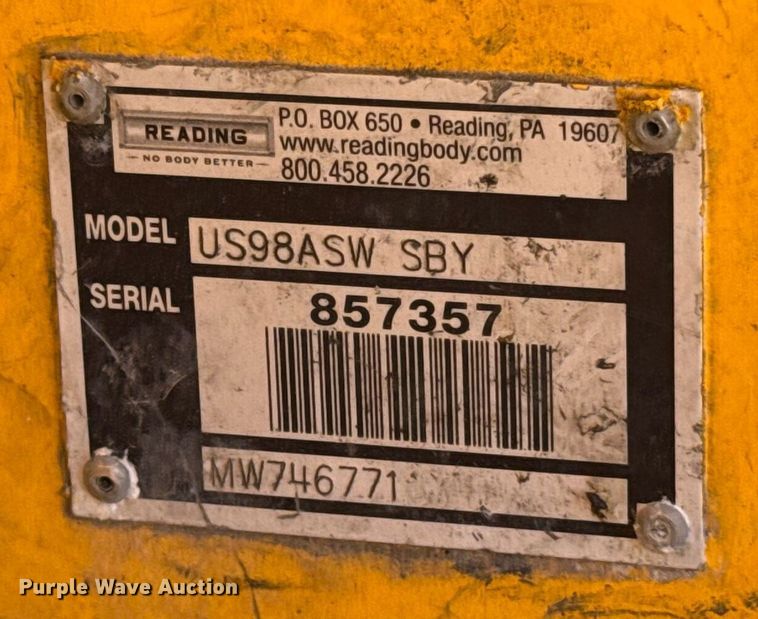 READING
NO BODY BETTER
P.O. BOX 650 • Reading, PA 19607
www.readingbody.com
800.458.2226
MODEL US98ASW SBY
SERIAL 857357
MW746771
Purple Wave Auction